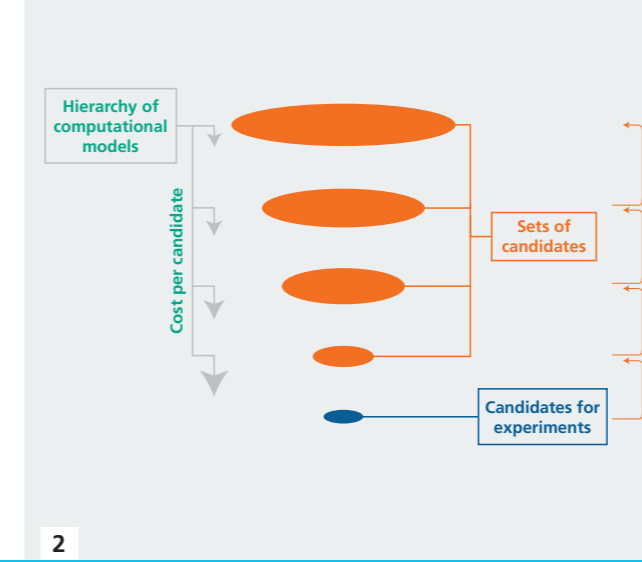 Hierarchy of
computational
models
Cost per candidate
Sets of
candidates
Candidates for
experiments
2